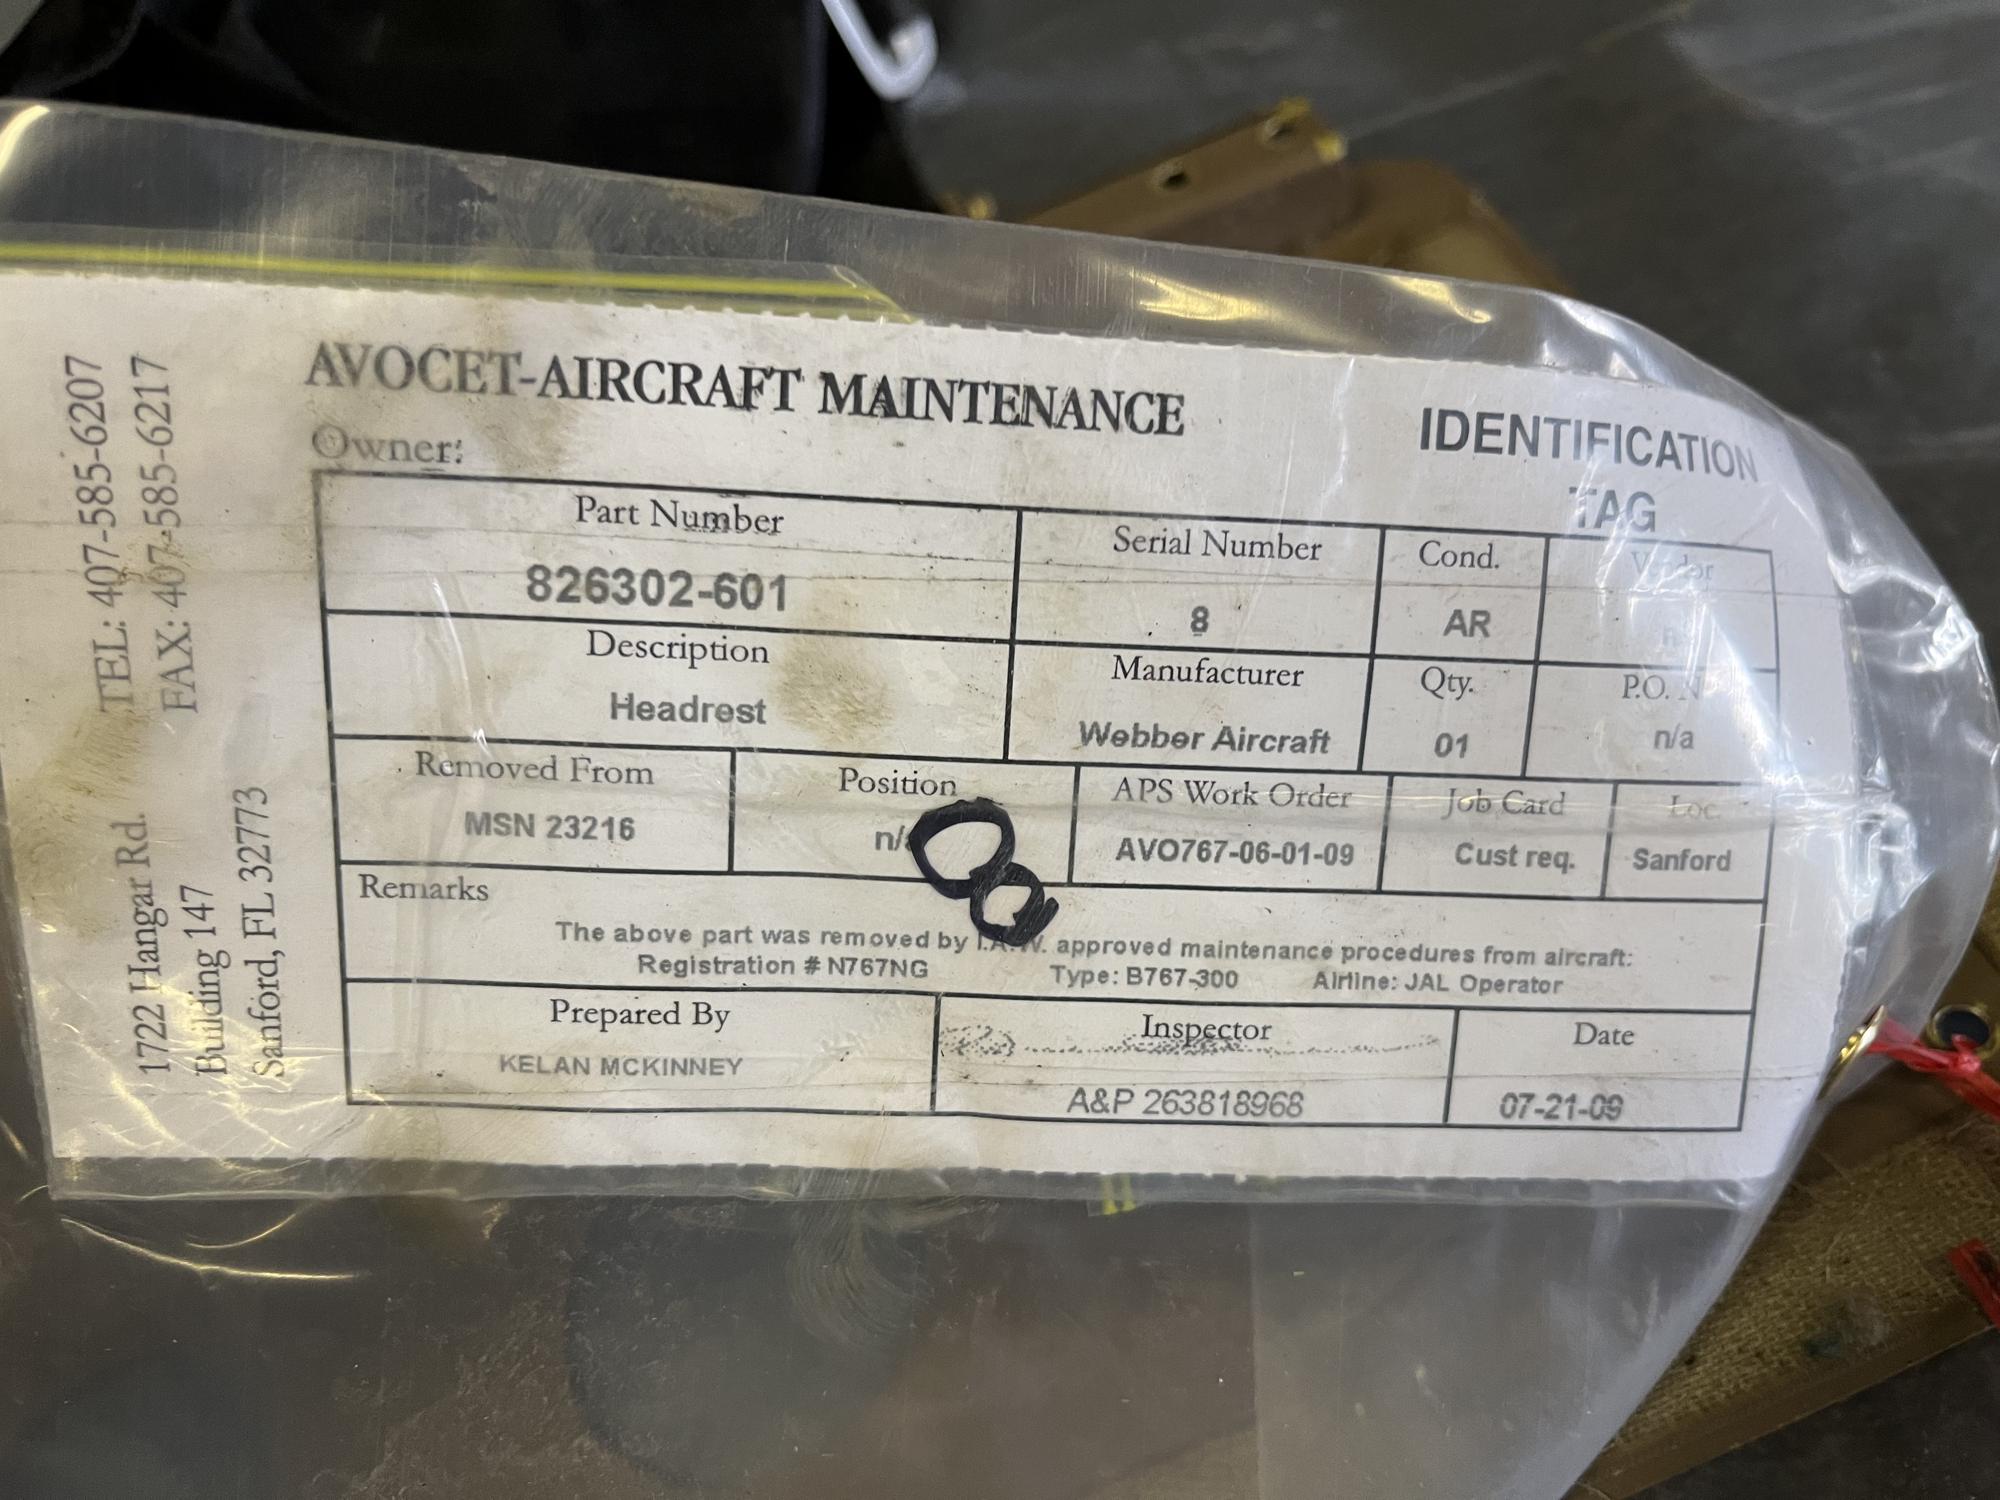 AVOCET-AIRCRAFT MAINTENANCE
IDENTIFICATION
TAG
Owner:
Part Number
826302-601
Serial Number
8
Cond.
AR
Vendor
Description
Headrest
Manufacturer
Webber Aircraft
Qty.
01
P.O. N
n/a
Removed From
MSN 23216
Position
APS Work Order
AVO767-06-01-09
Job Card
Cust req.
Loc.
Sanford
8
Remarks
The above part was removed by I.A.W. approved maintenance procedures from aircraft:
Registration # N767NG Type: B767-300 Airline: JAL Operator
Prepared By
KELAN MCKINNEY
Inspector
A&P 263818968
Date
07-21-09
TEL: 407-585-6207
FAX: 407-585-6217
1722 Hangar Rd.
Building 147
Sanford, FL 32773